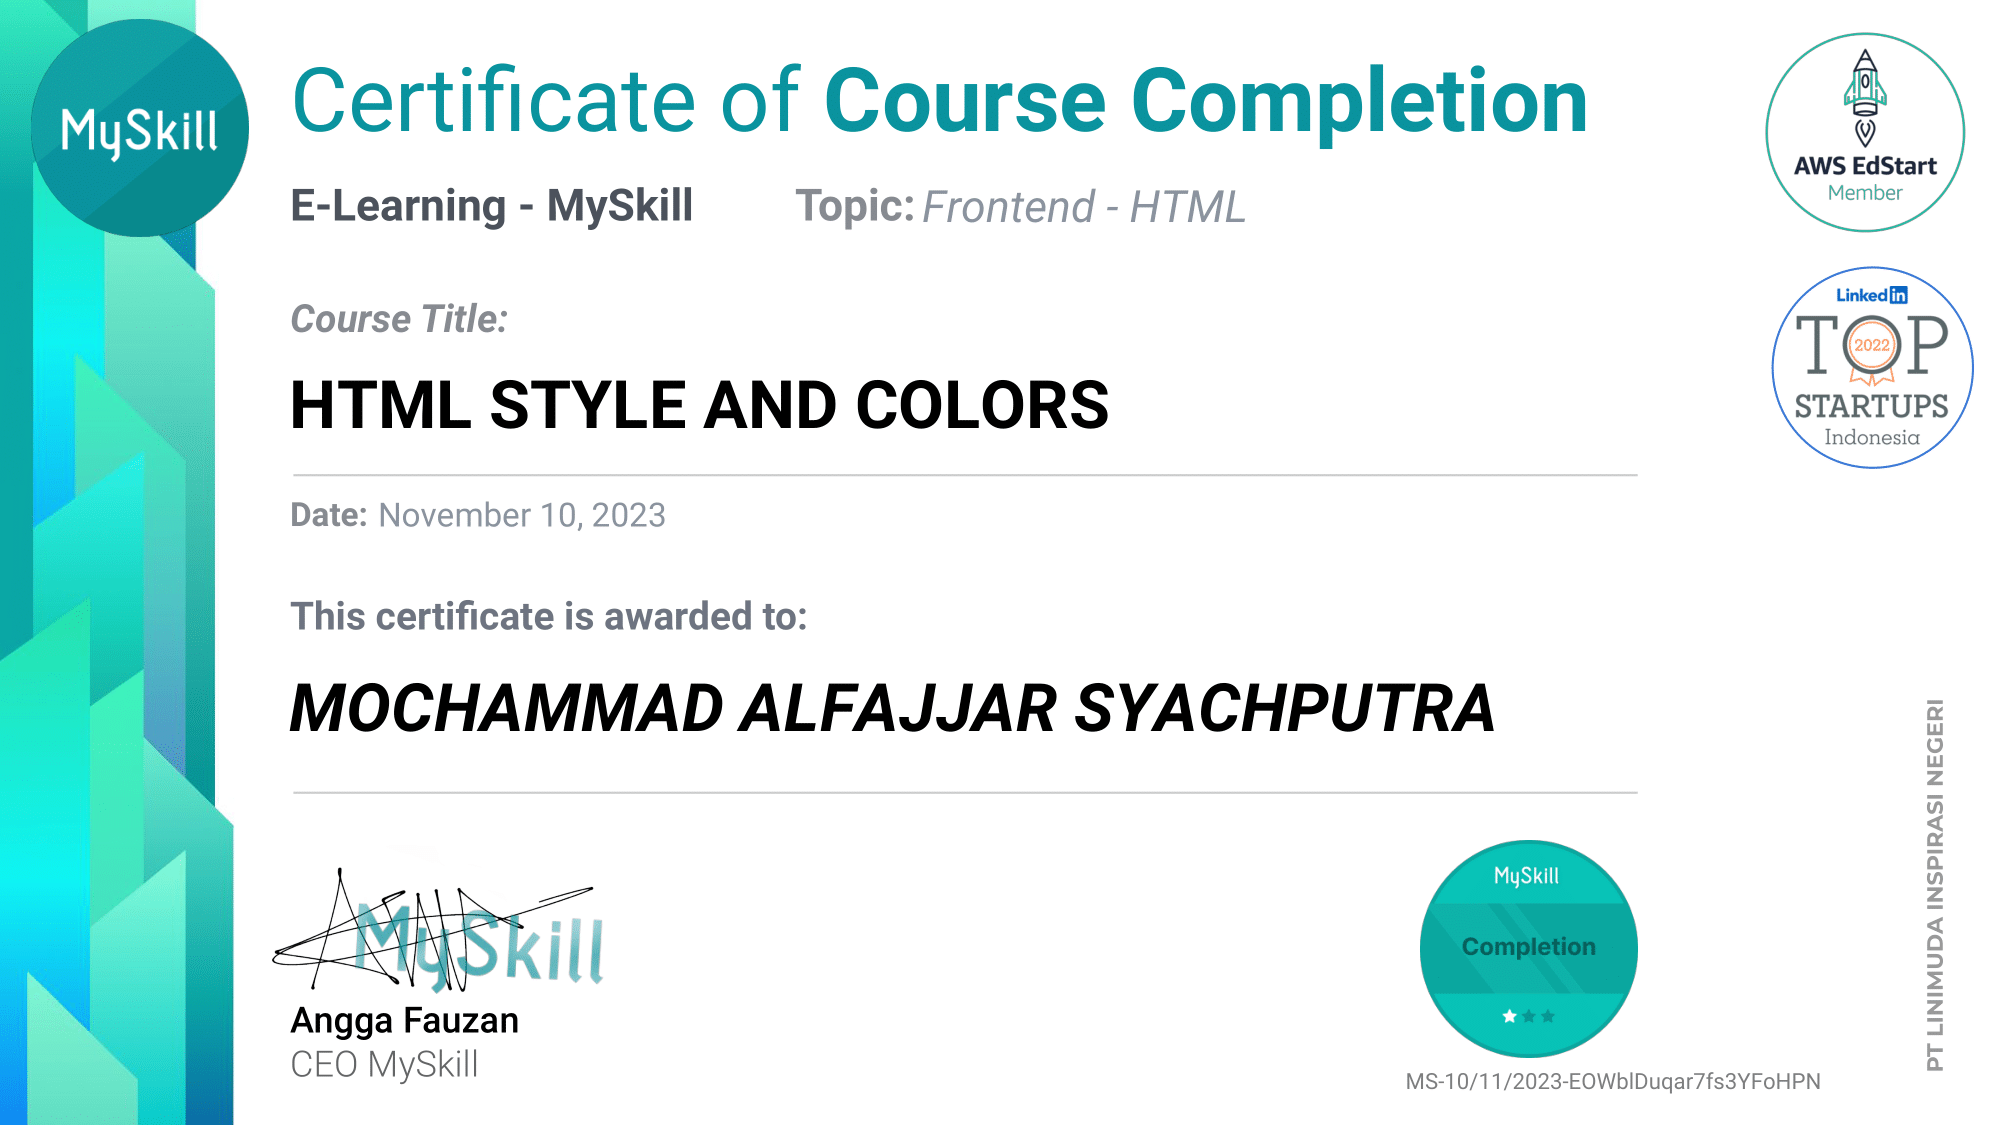 MySkill
Certificate of Course Completion
E-Learning - MySkill
Topic: Frontend - HTML
AWS EdStart
Member
Course Title:
HTML STYLE AND COLORS
LinkedIn
TOP
2022
STARTUPS
Indonesia
Date: November 10, 2023
This certificate is awarded to:
MOCHAMMAD ALFAJJAR SYACHPUTRA
MySkill
Angga Fauzan
CEO MySkill
MySkill
Completion
MS-10/11/2023-EOWblDuqar7fs3YFoHPN
PT LINIMUDA INSPIRASI NEGERI